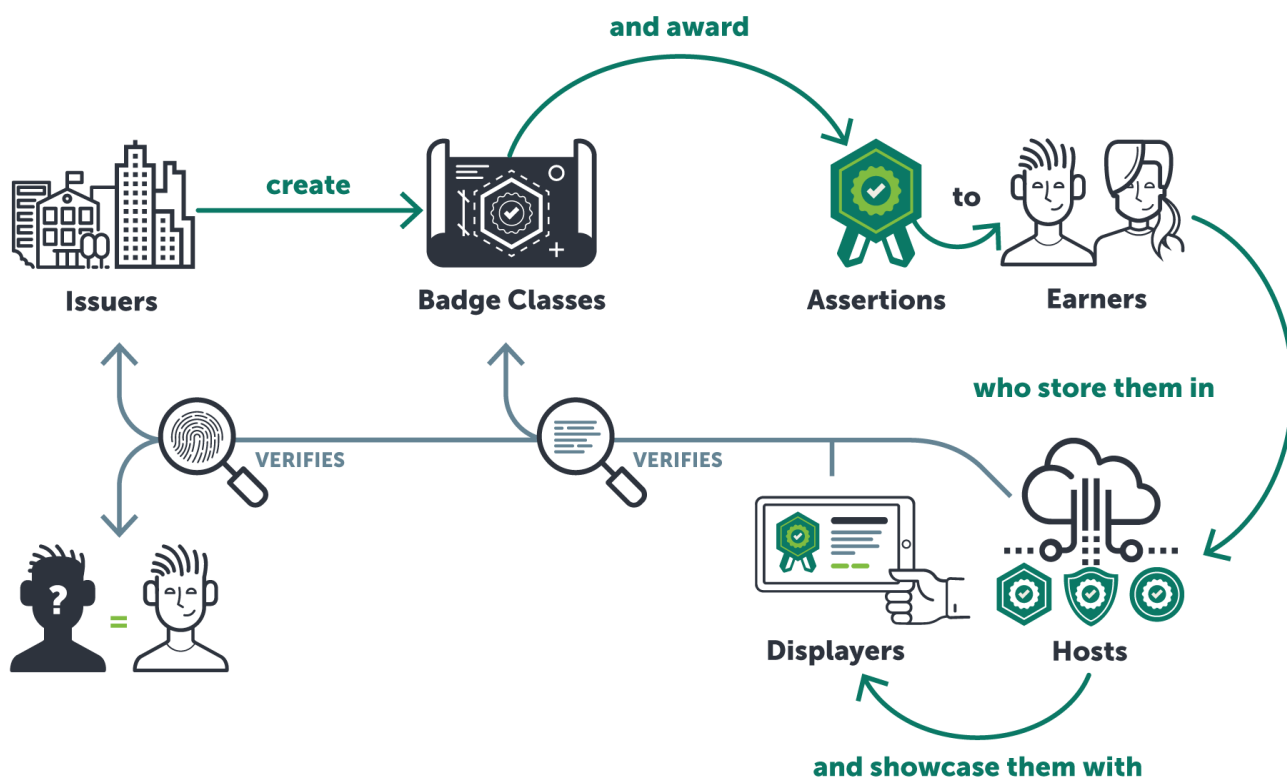 and award
create
to
Issuers
Badge Classes
Assertions
Earners
who store them in
VERIFIES
VERIFIES
?
=
Displayers
Hosts
and showcase them with